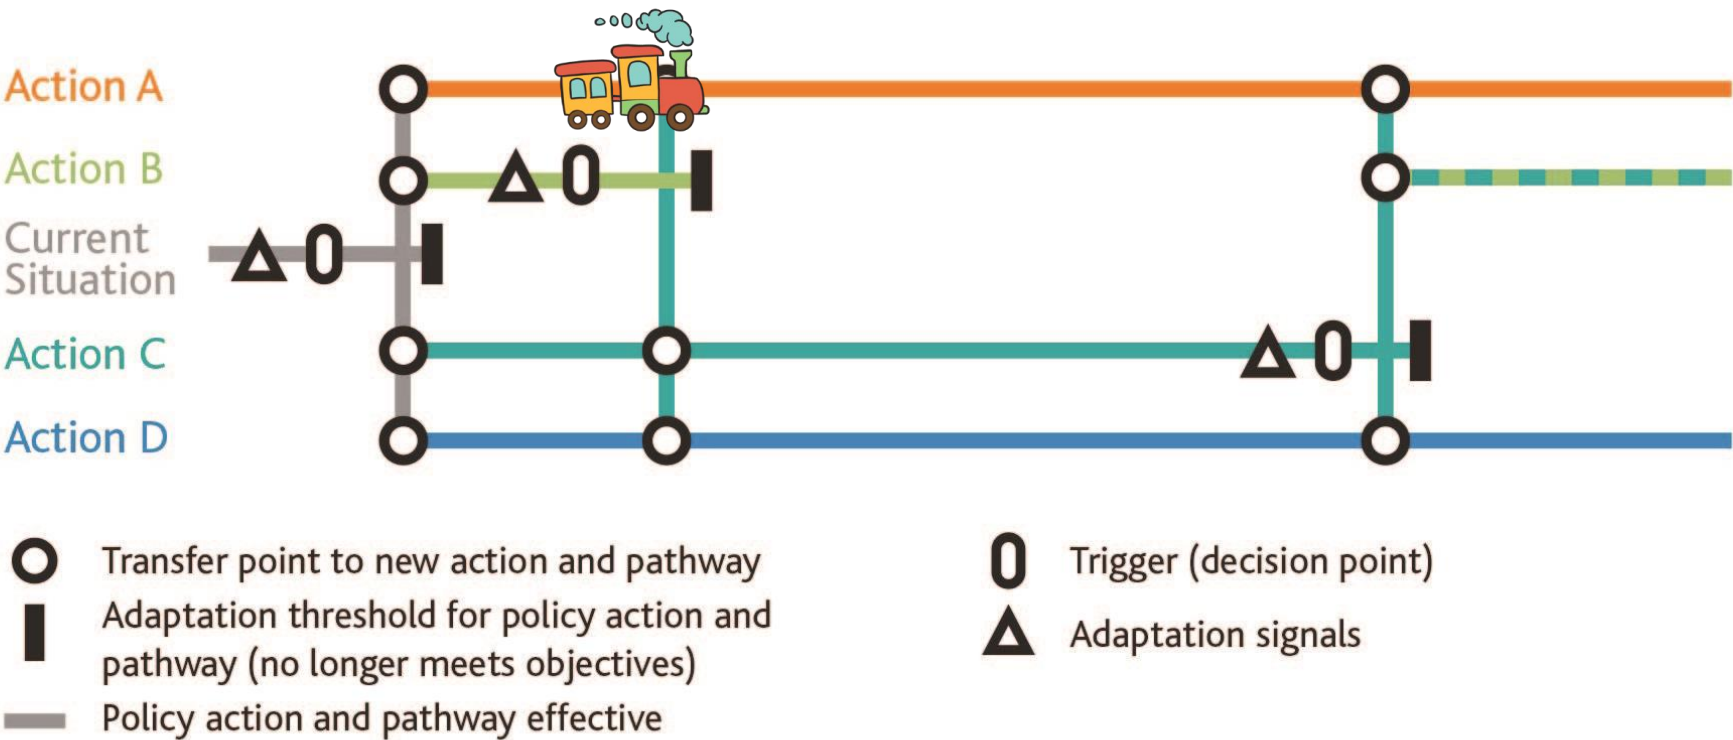 Action A
Action B
Current
Situation
Action C
Action D
Transfer point to new action and pathway
Adaptation threshold for policy action and
pathway (no longer meets objectives)
Policy action and pathway effective
Trigger (decision point)
Adaptation signals